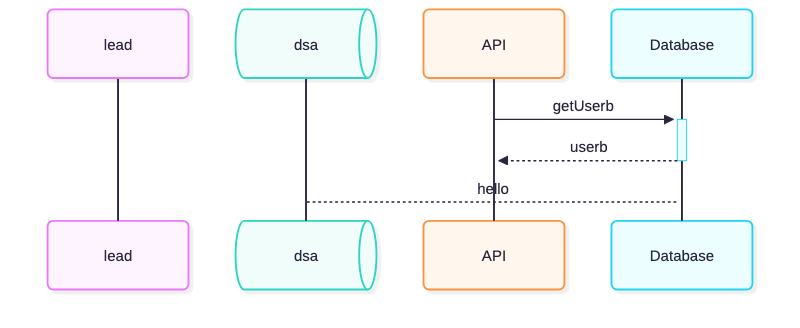 lead
dsa
API
Database
getUserb
userb
hello
lead
dsa
API
Database